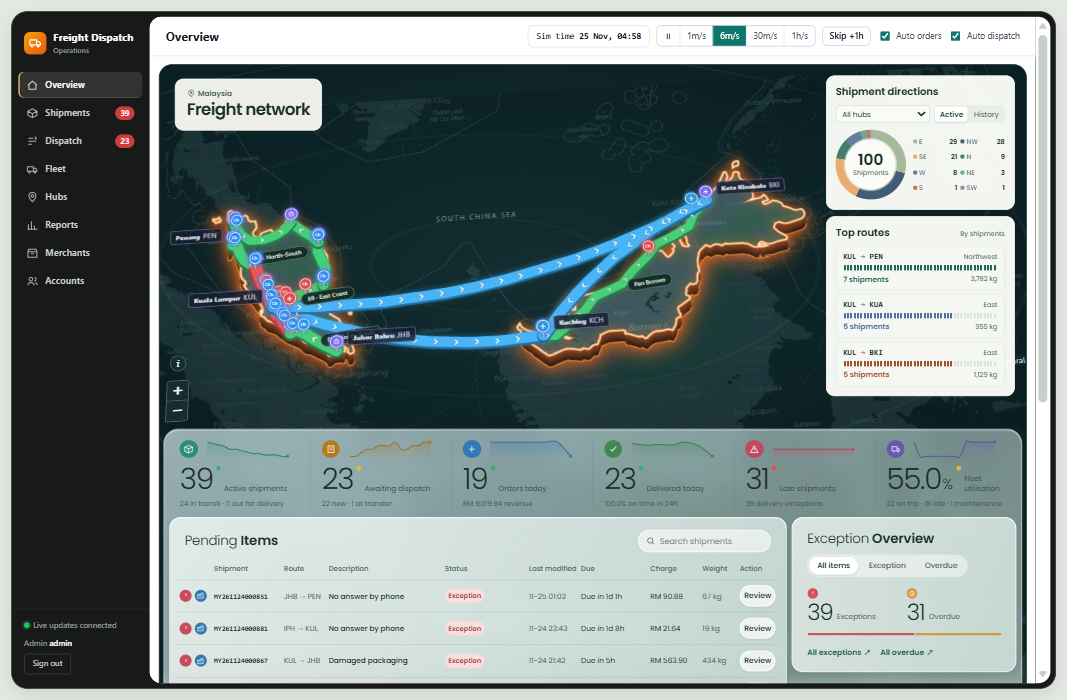 Freight Dispatch
Operations
Overview
Shipments 39
Dispatch 23
Fleet
Hubs
Reports
Merchants
Accounts
Live updates connected
Admin admin
Sign out
Overview
Sim time 25 Nov, 04:58
1m/s 6m/s 30m/s 1h/s
Skip +1h
Auto orders
Auto dispatch
Malaysia
Freight network
SOUTH CHINA SEA
Kota Kinabalu BKI
Penang PEN
North-South
Kuala Lumpur KUL
E8 - East Coast
Pan Borneo
Kuching KCH
Johor Bahru JHB
Borneo
Tanjungpinang
i
+
−
Shipment directions
All hubs
Active History
100
Shipments
E 29 NW 28
SE 21 N 9
W 8 NE 3
S 1 SW 1
Top routes
By shipments
KUL → PEN Northwest
7 shipments 3,782 kg
KUL → KUA East
5 shipments 355 kg
KUL → BKI East
5 shipments 1,129 kg
39 Active shipments
24 in transit · 11 out for delivery
23 Awaiting dispatch
22 new · 1 at transfer
19 Orders today
RM 9,019.94 revenue
23 Delivered today
100.0% on time in 24h
31 Late shipments
39 delivery exceptions
55.0% Fleet utilisation
22 on trip · 18 idle · 1 maintenance
Pending Items
Search shipments
Shipment Route Description Status Last modified Due Charge Weight Action
MY261124000851 JHB → PEN No answer by phone Exception 11-25 01:02 Due in 1d 1h RM 90.88 67 kg Review
MY261124000881 IPH → KUL No answer by phone Exception 11-24 23:43 Due in 1d 8h RM 21.64 19 kg Review
MY261124000867 KUL → JHB Damaged packaging Exception 11-24 21:42 Due in 5h RM 563.90 434 kg Review
Exception Overview
All items Exception Overdue
39 Exceptions
31 Overdue
All exceptions ↗ All overdue ↗